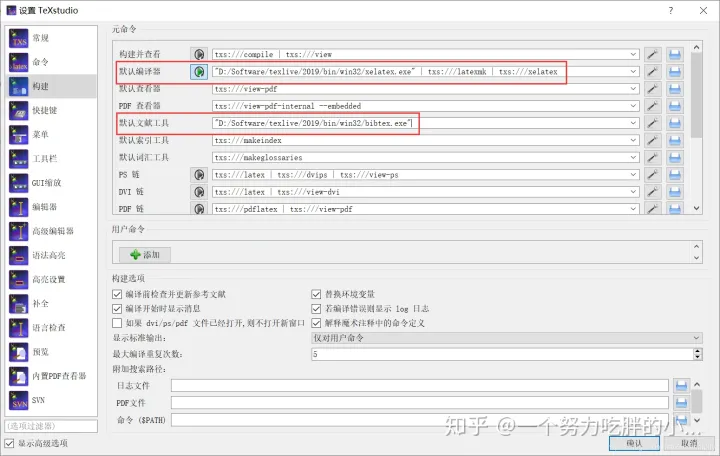 设置 TeXstudio
常规
命令
构建
快捷键
菜单
工具栏
GUI缩放
编辑器
高级编辑器
语法高亮
高亮设置
补全
语言检查
预览
内置PDF查看器
SVN
(选项过滤器)
显示高级选项
元命令
构建并查看 txs:///compile | txs:///view
默认编译器 "D:/Software/texlive/2019/bin/win32/xelatex.exe" | txs:///latexmk | txs:///xelatex
默认查看器 txs:///view-pdf
PDF 查看器 txs:///view-pdf-internal --embedded
默认文献工具 "D:/Software/texlive/2019/bin/win32/bibtex.exe"
默认索引工具 txs:///makeindex
默认词汇工具 txs:///makeglossaries
PS 链 txs:///latex | txs:///dvips | txs:///view-ps
DVI 链 txs:///latex | txs:///view-dvi
PDF 链 txs:///pdflatex | txs:///view-pdf
用户命令
添加
构建选项
编译前检查并更新参考文献 替换环境变量
编译开始时显示消息 若编译错误则显示 log 日志
如果 dvi/ps/pdf 文件已经打开,则不打开新窗口 解释魔术注释中的命令定义
显示标准输出: 仅对用户命令
最大编译重复次数: 5
附加搜索路径:
日志文件
PDF文件
命令 ($PATH)
确认 取消
知乎 @一个努力吃胖的小...